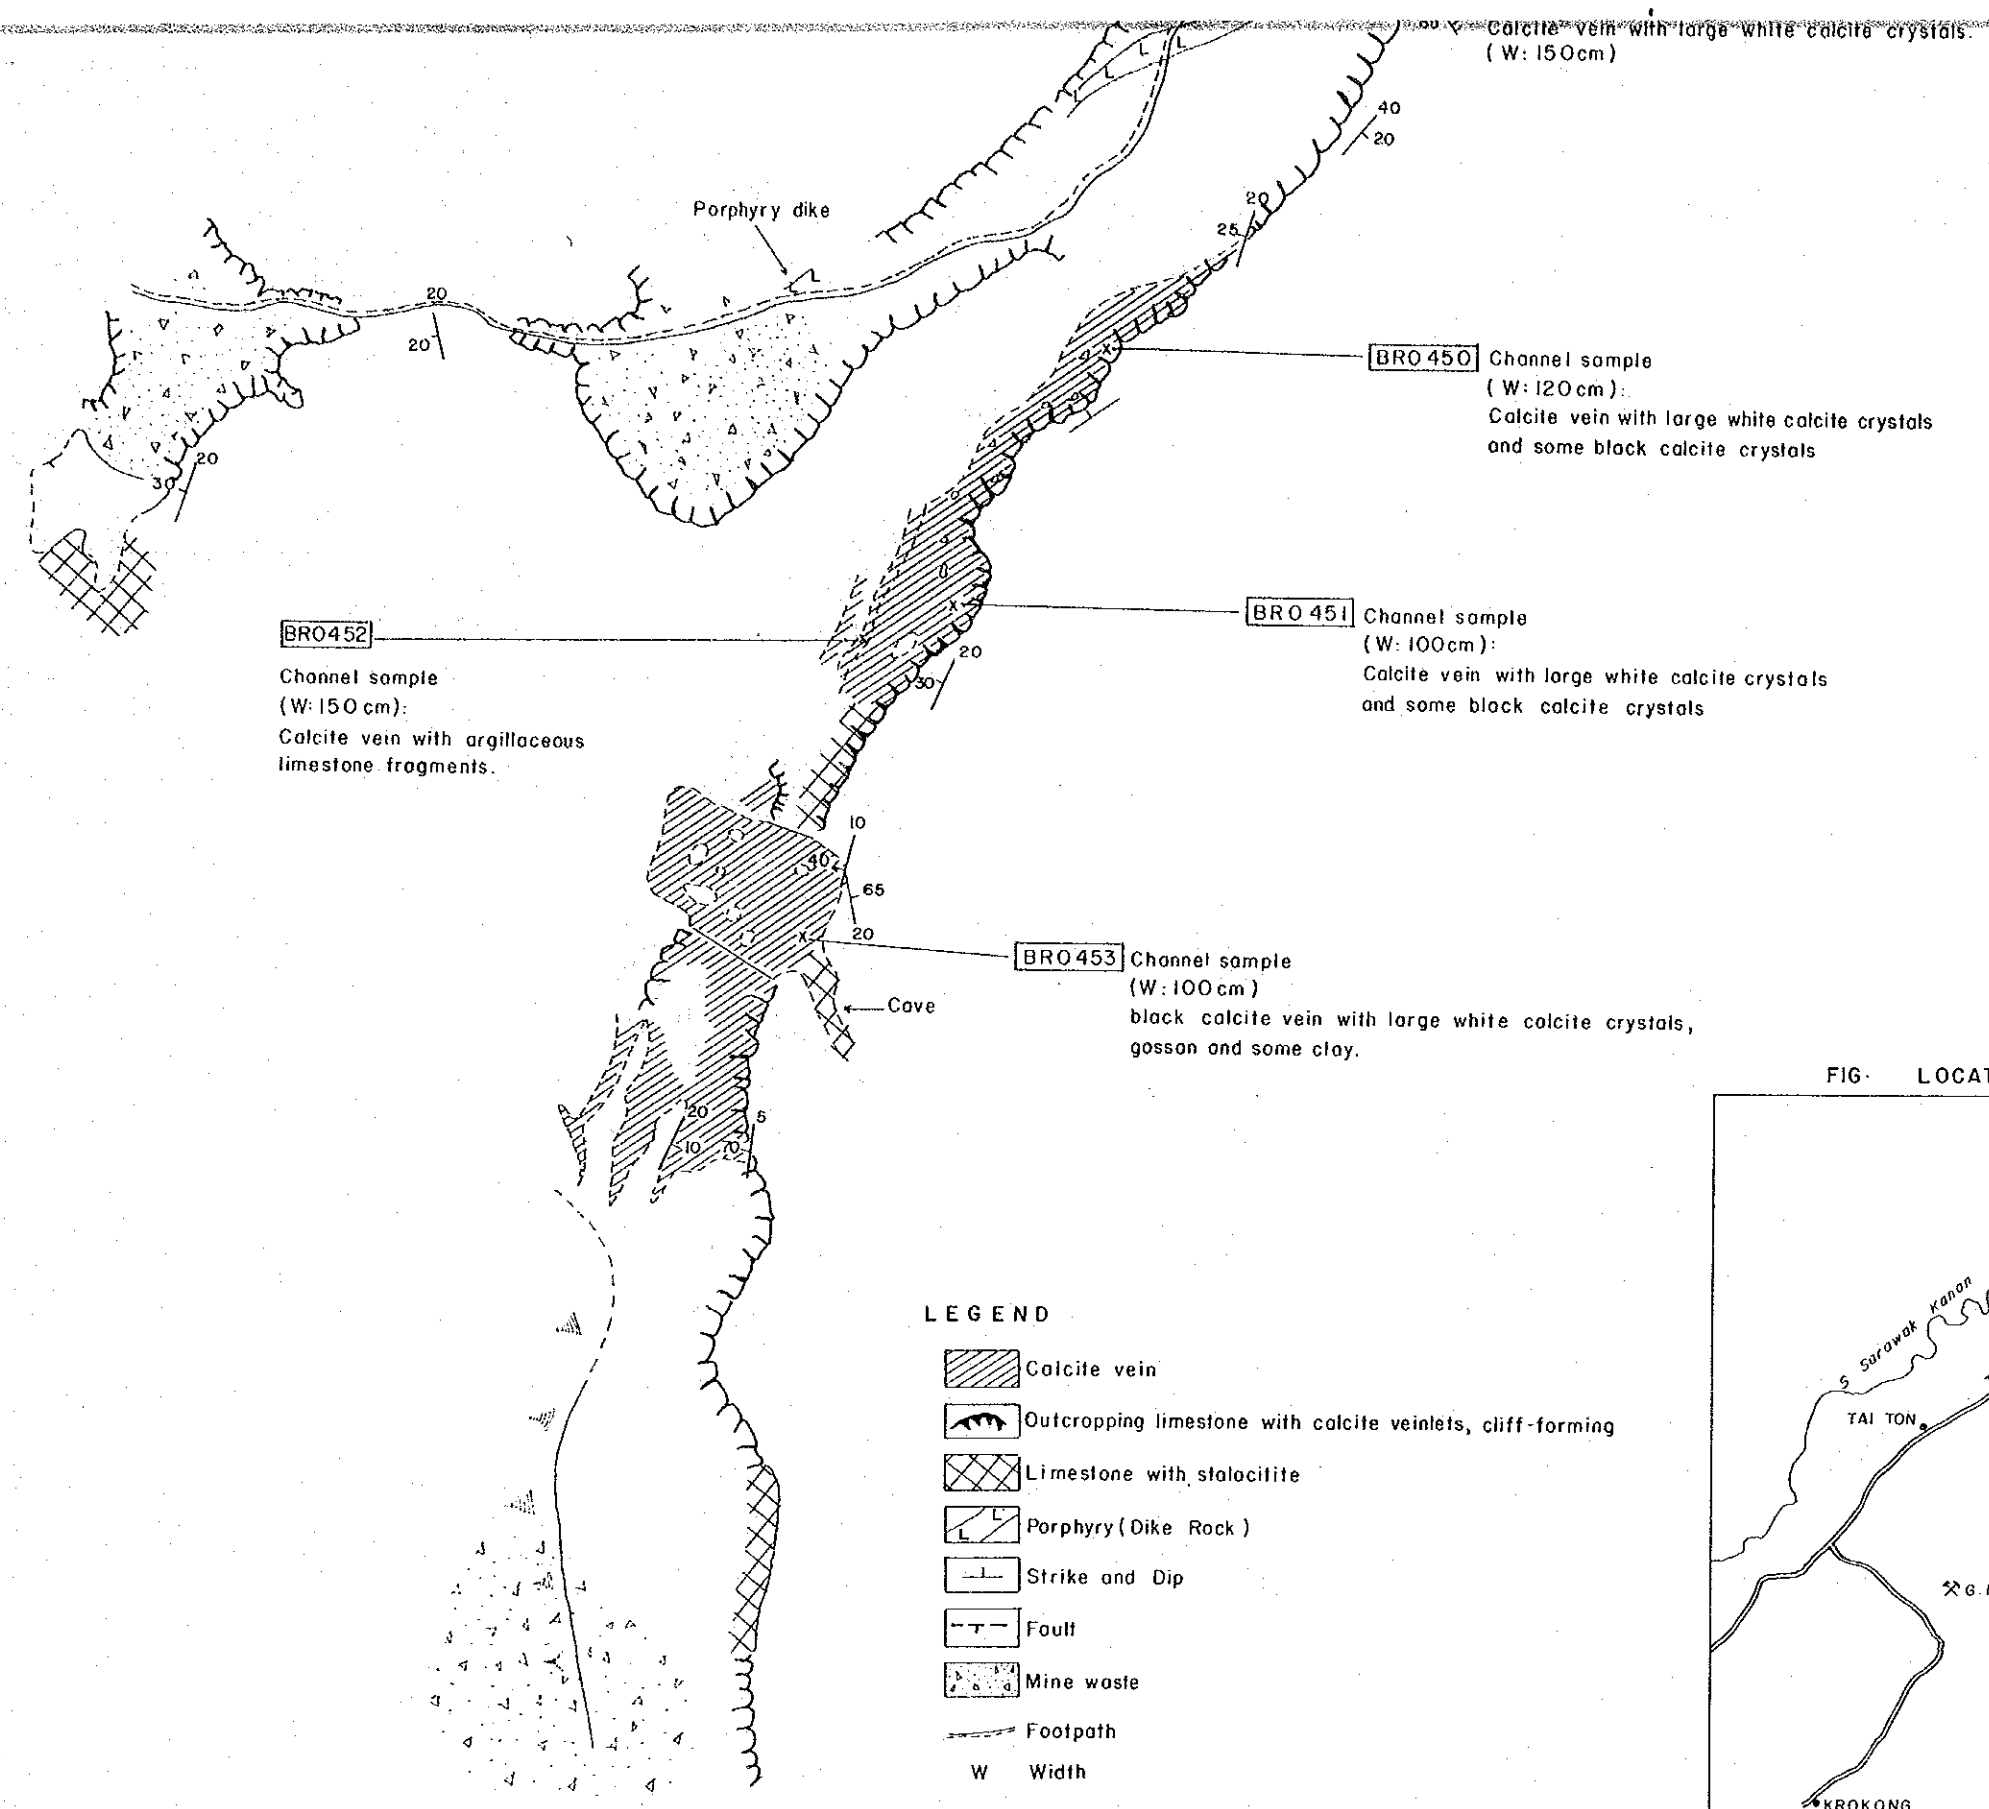 Calcite vein with large white calcite crystals.
(W: 150cm)
40
20
20
25
Porphyry dike
20
20
BRO 450 Channel sample
(W: 120cm):
Calcite vein with large white calcite crystals
and some black calcite crystals
20
30
BRO 451 Channel sample
(W: 100cm):
Calcite vein with large white calcite crystals
and some black calcite crystals
BRO452
Channel sample
(W: 150 cm):
Calcite vein with argillaceous
limestone fragments.
20
30
10
40
65
20
BRO453 Channel sample
(W: 100cm)
black calcite vein with large white calcite crystals,
gossan and some clay.
Cave
20
10
5
FIG. LOCAT
LEGEND
Calcite vein
Outcropping limestone with calcite veinlets, cliff-forming
Limestone with stalacitite
L L Porphyry (Dike Rock)
Strike and Dip
Fault
Mine waste
Footpath
W Width
S Sarawak Kanan
TAI TON
G.
KROKONG